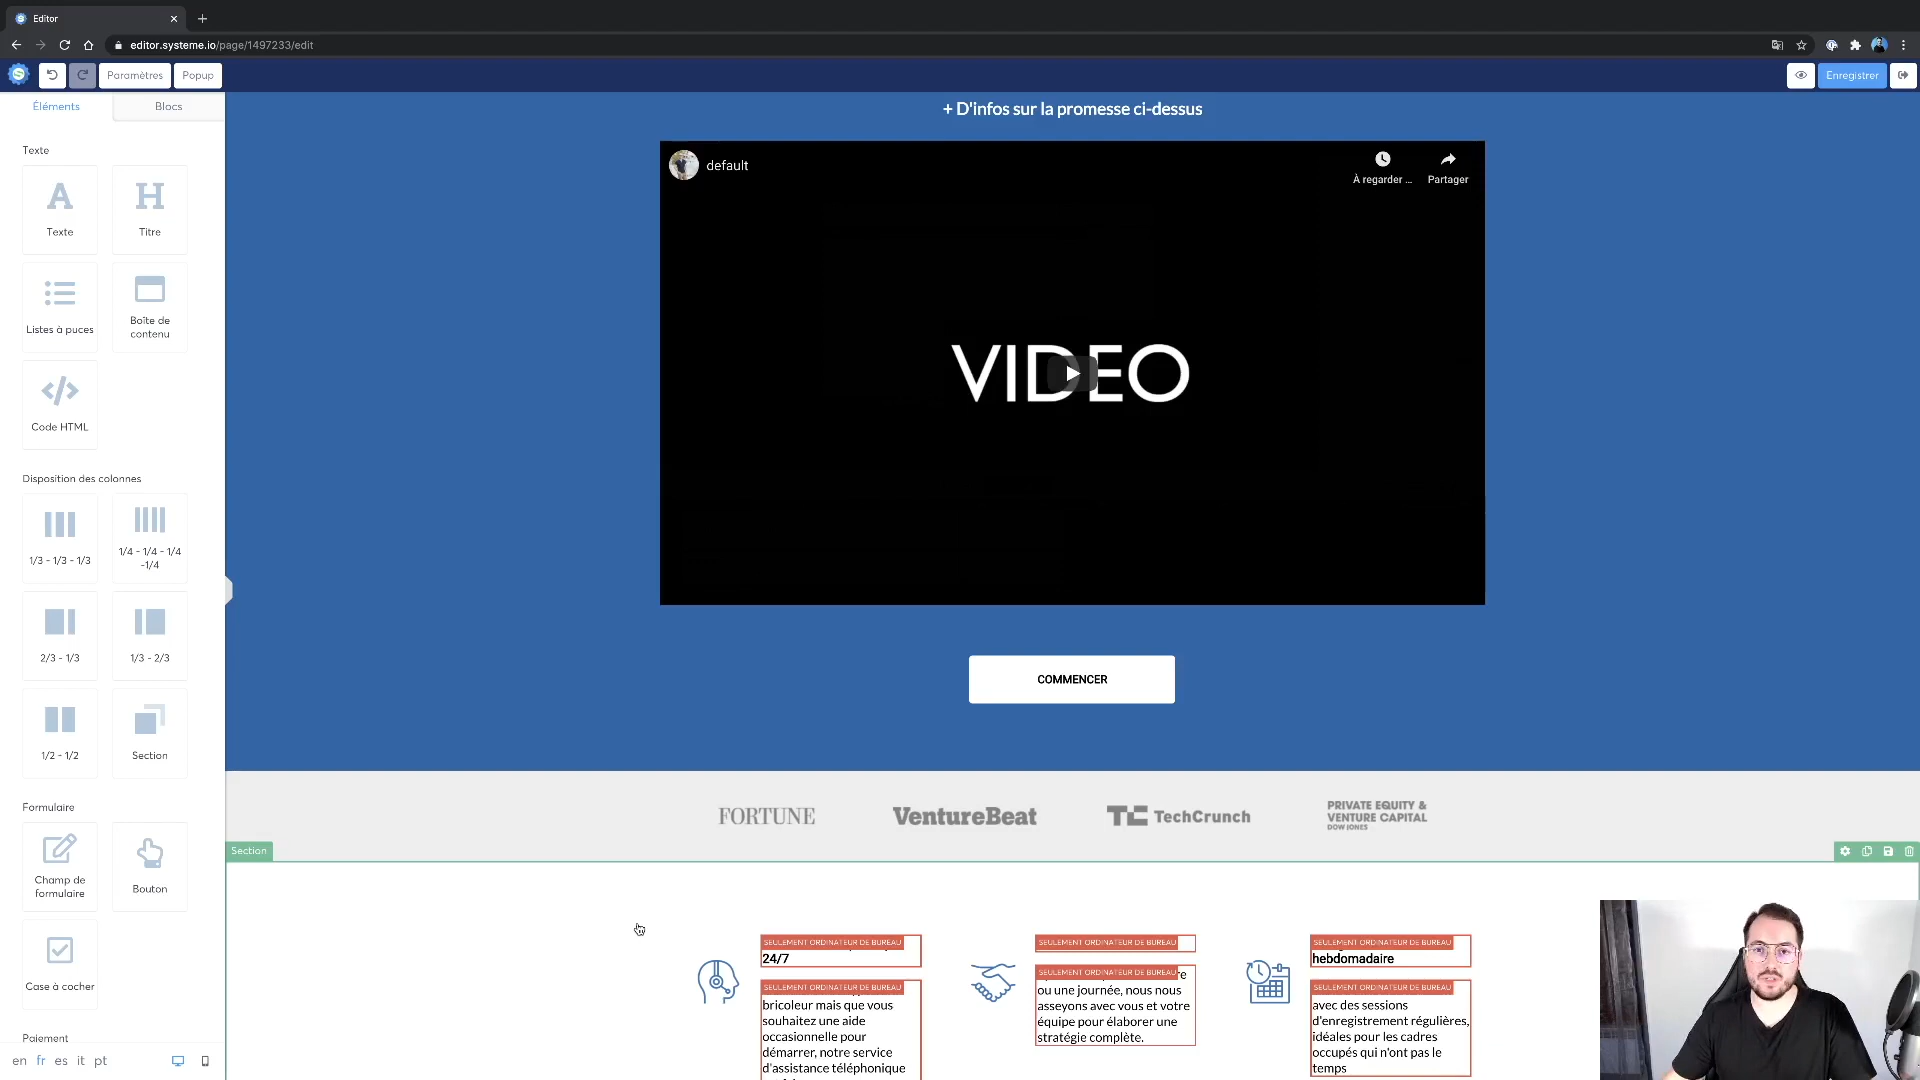 Editor
editor.systeme.io/page/1497233/edit
Paramètres
Popup
Enregistrer
Éléments
Blocs
Texte
Texte
Titre
Listes à puces
Boîte de
contenu
Code HTML
Disposition des colonnes
1/3 - 1/3 - 1/3
1/4 - 1/4 - 1/4
-1/4
2/3 - 1/3
1/3 - 2/3
1/2 - 1/2
Section
Formulaire
Champ de
formulaire
Bouton
Case à cocher
Paiement
en fr es it pt
+ D'infos sur la promesse ci-dessus
default
À regarder ...
Partager
VIDEO
COMMENCER
FORTUNE
VentureBeat
TechCrunch
PRIVATE EQUITY &
VENTURE CAPITAL
DOW JONES
Section
SEULEMENT ORDINATEUR DE BUREAU
24/7
SEULEMENT ORDINATEUR DE BUREAU
bricoleur mais que vous
souhaitez une aide
occasionnelle pour
démarrer, notre service
d'assistance téléphonique
SEULEMENT ORDINATEUR DE BUREAU
SEULEMENT ORDINATEUR DE BUREAU
ou une journée, nous nous
asseyons avec vous et votre
équipe pour élaborer une
stratégie complète.
SEULEMENT ORDINATEUR DE BUREAU
hebdomadaire
SEULEMENT ORDINATEUR DE BUREAU
avec des sessions
d'enregistrement régulières,
idéales pour les cadres
occupés qui n'ont pas le
temps